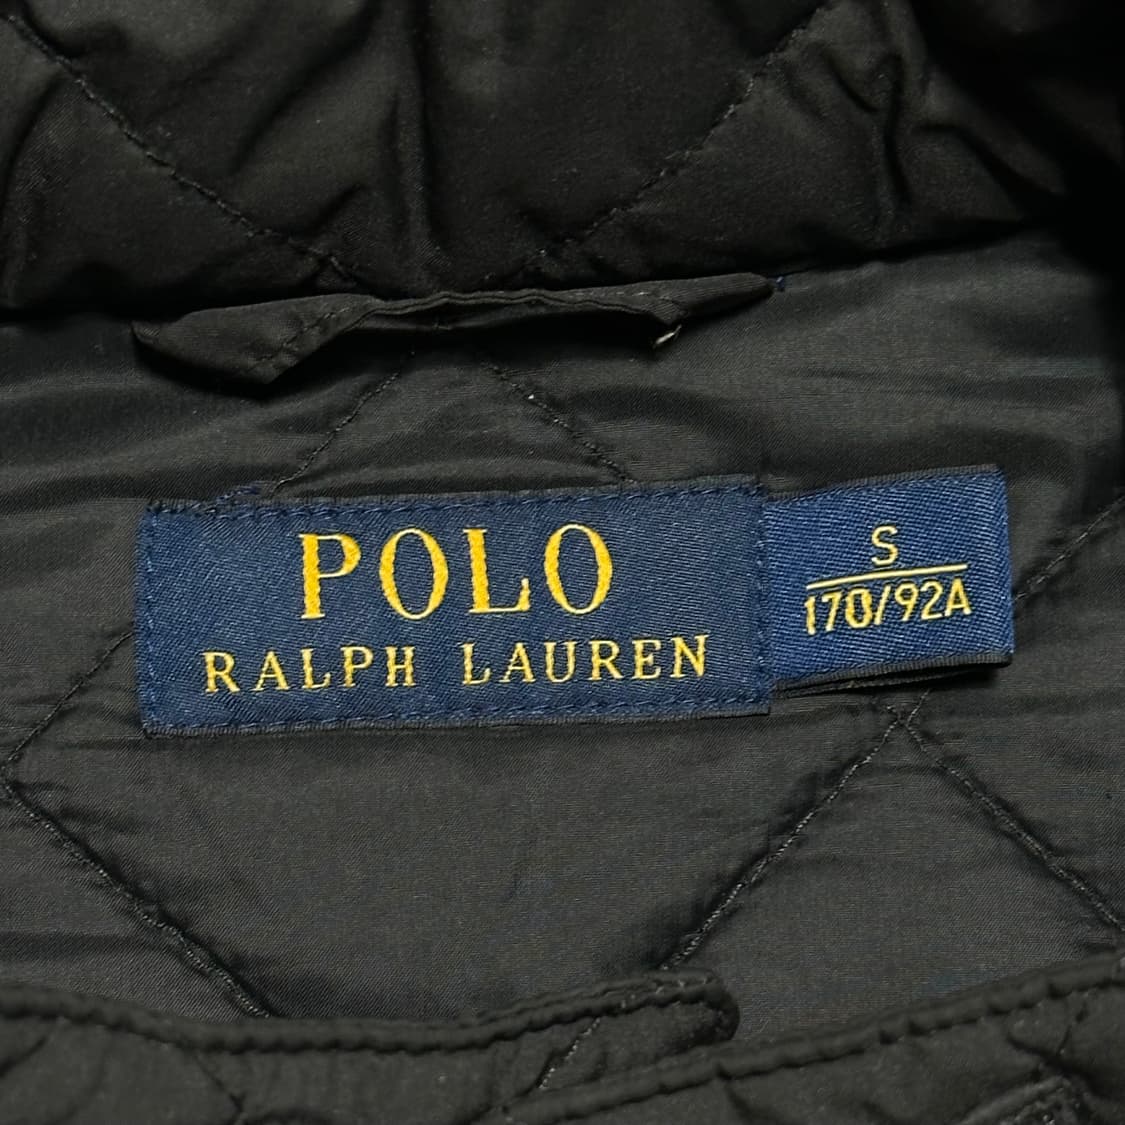 POLO
RALPH LAUREN
S
170/92A